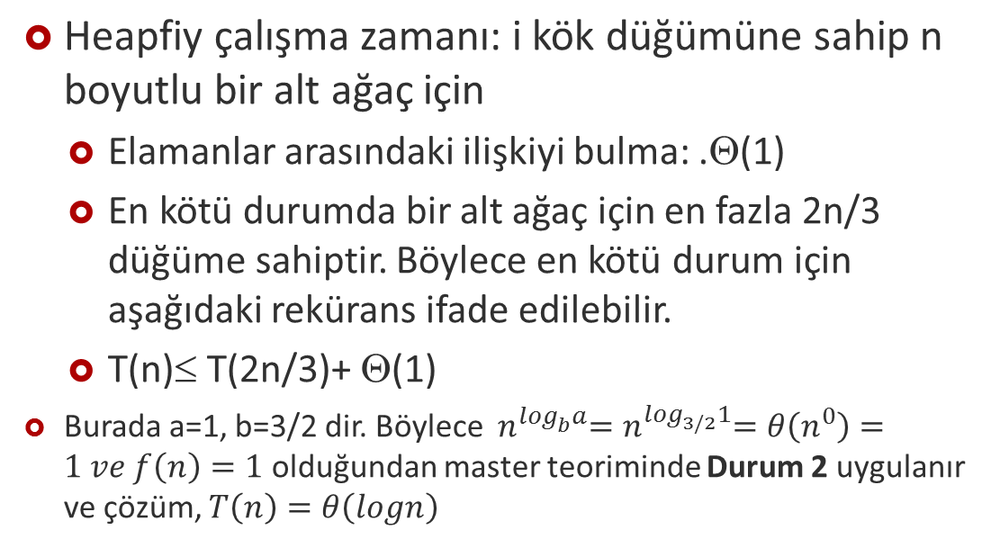 Heapfiy çalışma zamanı: i kök düğümüne sahip n
boyutlu bir alt ağaç için
Elamanlar arasındaki ilişkiyi bulma: .Θ(1)
En kötü durumda bir alt ağaç için en fazla 2n/3
düğüme sahiptir. Böylece en kötü durum için
aşağıdaki rekürans ifade edilebilir.
T(n)≤ T(2n/3)+ Θ(1)
Burada a=1, b=3/2 dir. Böylece n^{log_b a}= n^{log_{3/2} 1}= θ(n^0) =
1 ve f(n) = 1 olduğundan master teoriminde Durum 2 uygulanır
ve çözüm, T(n) = θ(logn)